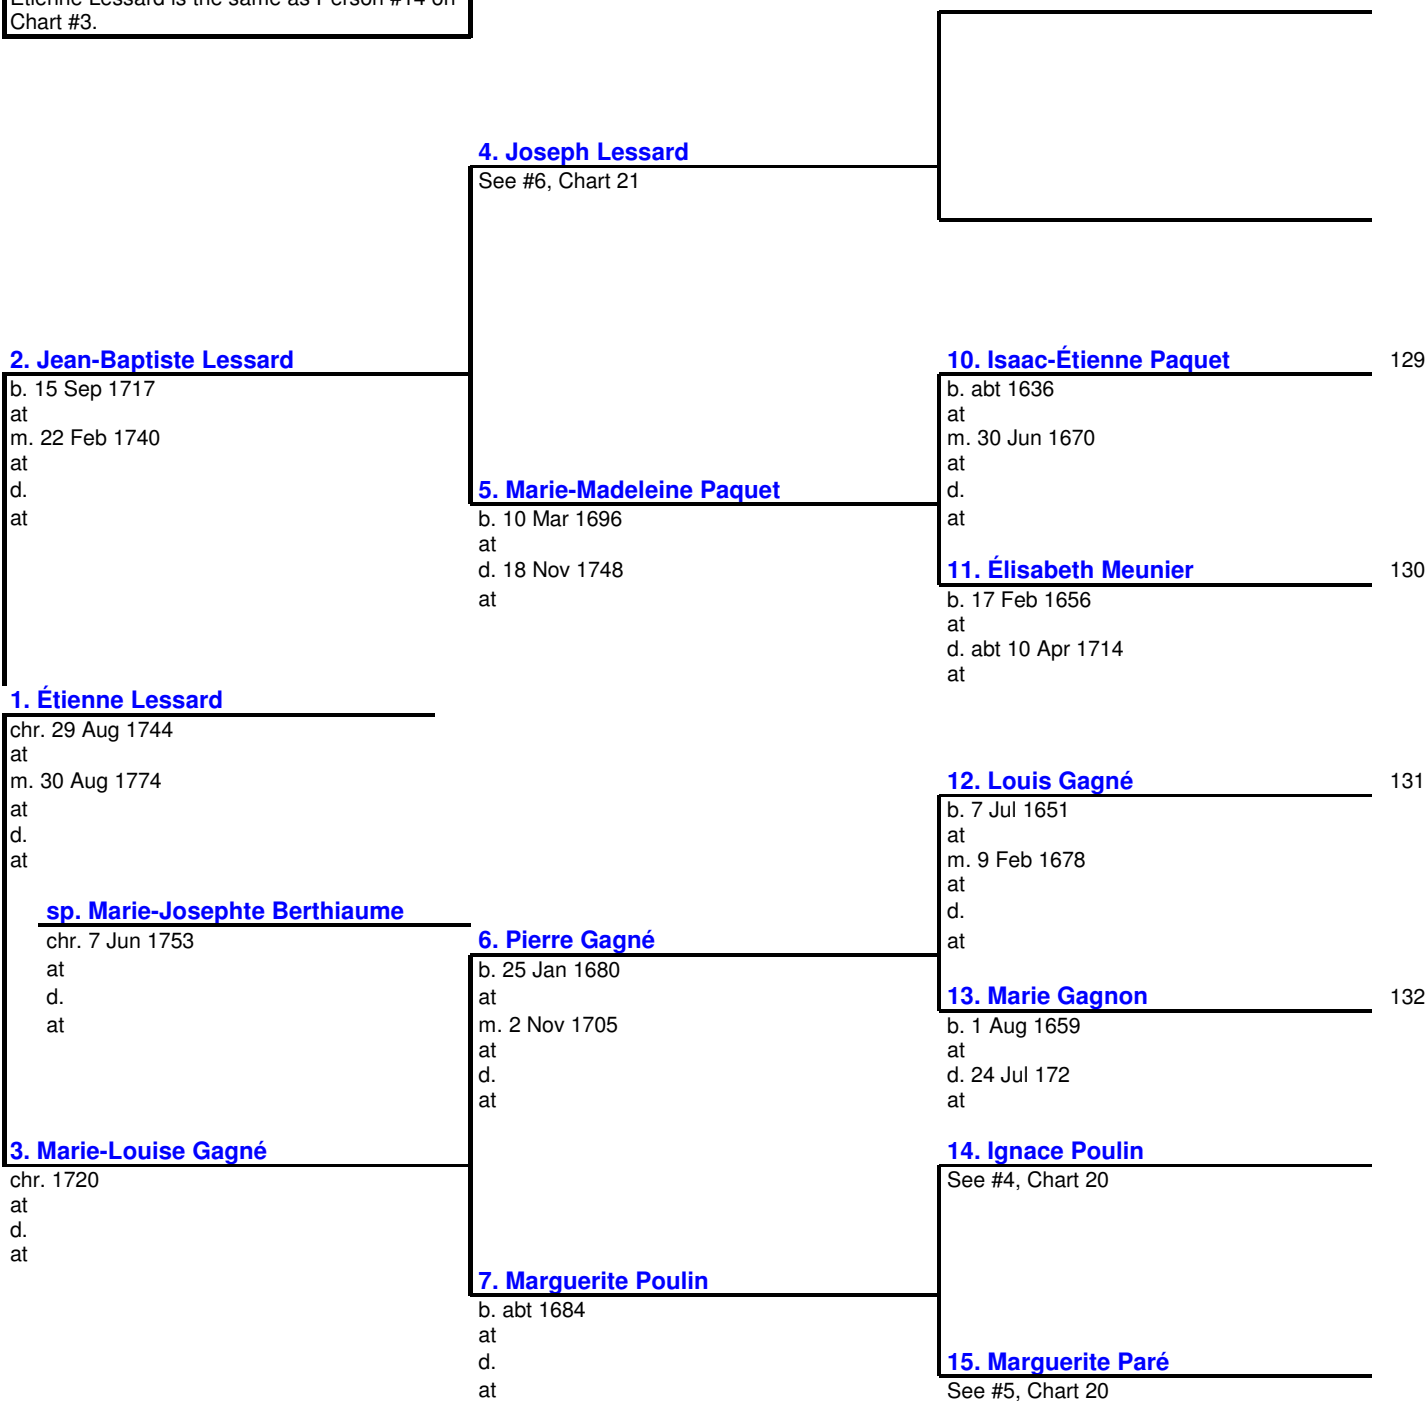 Étienne Lessard is the same as Person #14 on
Chart #3.
4. Joseph Lessard
See #6, Chart 21
2. Jean-Baptiste Lessard
b. 15 Sep 1717
at
m. 22 Feb 1740
at
d.
at
5. Marie-Madeleine Paquet
b. 10 Mar 1696
at
d. 18 Nov 1748
at
10. Isaac-Étienne Paquet 129
b. abt 1636
at
m. 30 Jun 1670
at
d.
at
11. Élisabeth Meunier 130
b. 17 Feb 1656
at
d. abt 10 Apr 1714
at
1. Étienne Lessard
chr. 29 Aug 1744
at
m. 30 Aug 1774
at
d.
at
sp. Marie-Josephte Berthiaume
chr. 7 Jun 1753
at
d.
at
12. Louis Gagné 131
b. 7 Jul 1651
at
m. 9 Feb 1678
at
d.
at
6. Pierre Gagné
b. 25 Jan 1680
at
m. 2 Nov 1705
at
d.
at
13. Marie Gagnon 132
b. 1 Aug 1659
at
d. 24 Jul 172
at
3. Marie-Louise Gagné
chr. 1720
at
d.
at
14. Ignace Poulin
See #4, Chart 20
7. Marguerite Poulin
b. abt 1684
at
d.
at
15. Marguerite Paré
See #5, Chart 20